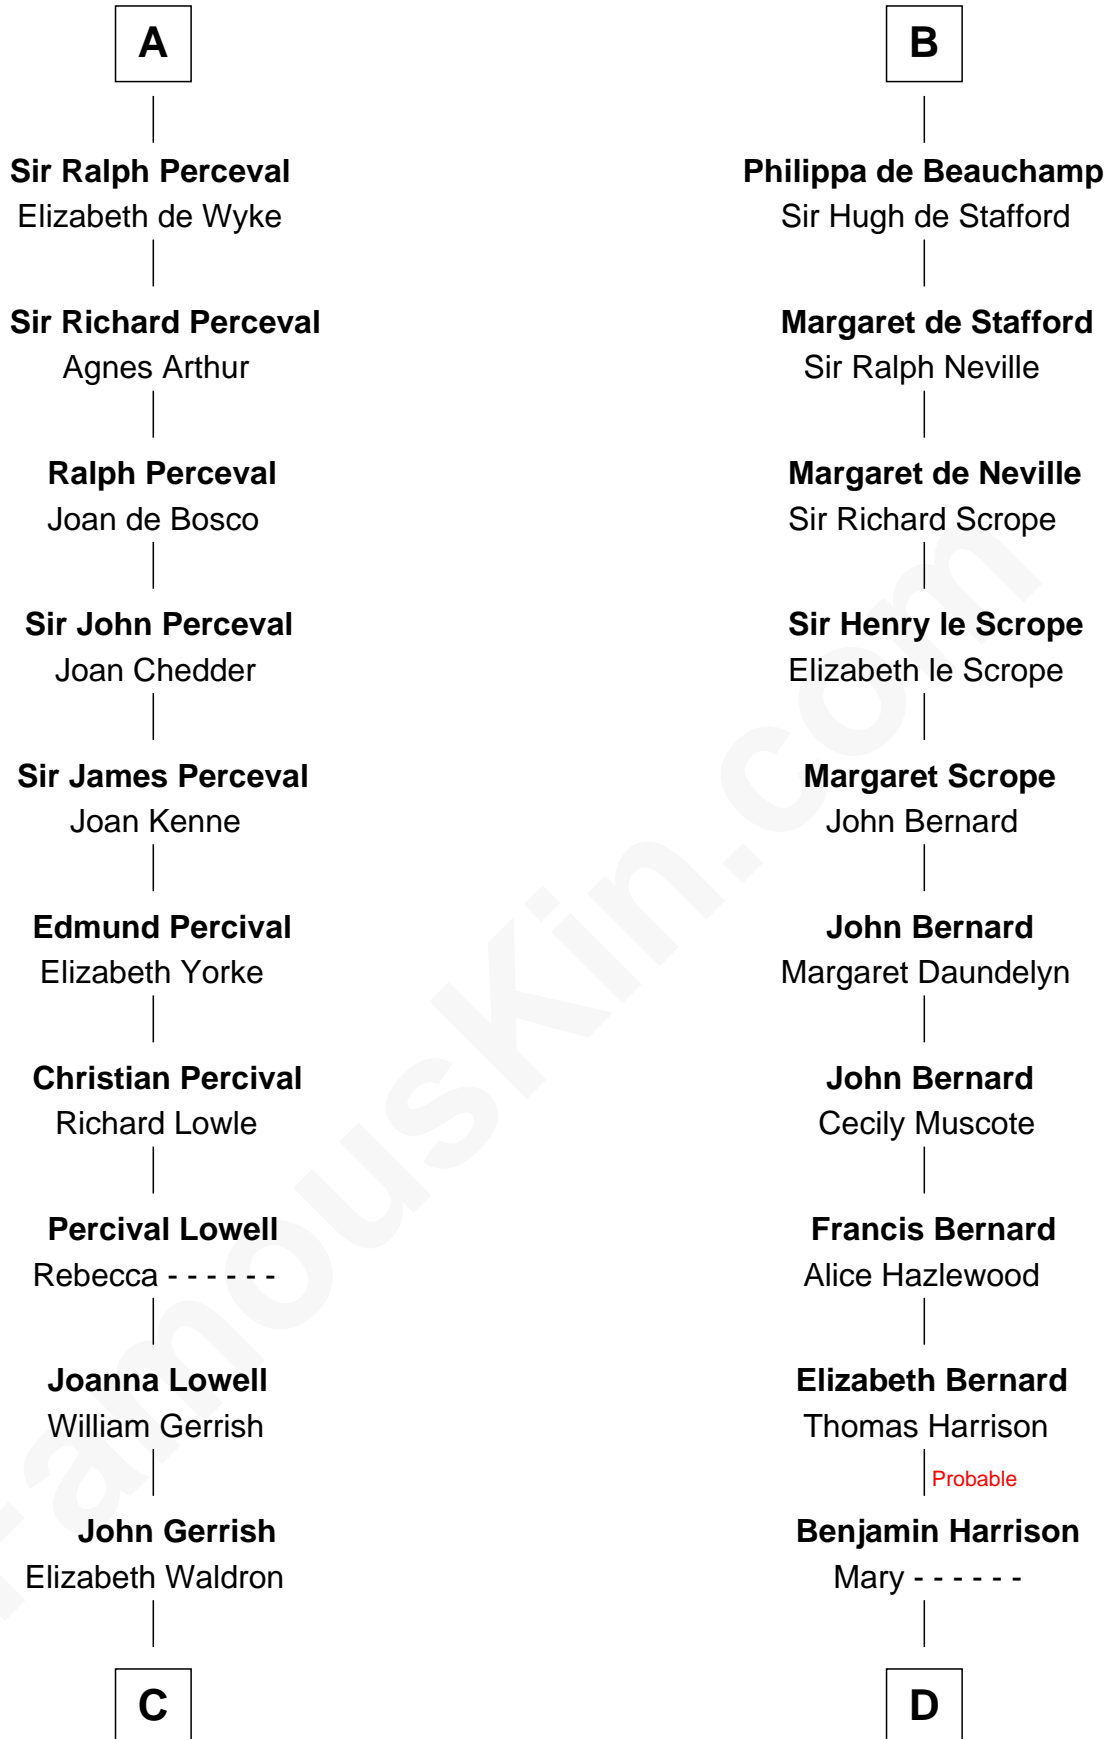 A
Sir Ralph Perceval
Elizabeth de Wyke
Sir Richard Perceval
Agnes Arthur
Ralph Perceval
Joan de Bosco
Sir John Perceval
Joan Chedder
Sir James Perceval
Joan Kenne
Edmund Percival
Elizabeth Yorke
Christian Percival
Richard Lowle
Percival Lowell
Rebecca - - - - - -
Joanna Lowell
William Gerrish
John Gerrish
Elizabeth Waldron
C
B
Philippa de Beauchamp
Sir Hugh de Stafford
Margaret de Stafford
Sir Ralph Neville
Margaret de Neville
Sir Richard Scrope
Sir Henry le Scrope
Elizabeth le Scrope
Margaret Scrope
John Bernard
John Bernard
Margaret Daundelyn
John Bernard
Cecily Muscote
Francis Bernard
Alice Hazlewood
Elizabeth Bernard
Thomas Harrison
Probable
Benjamin Harrison
Mary - - - - - -
D
FamousKin.com